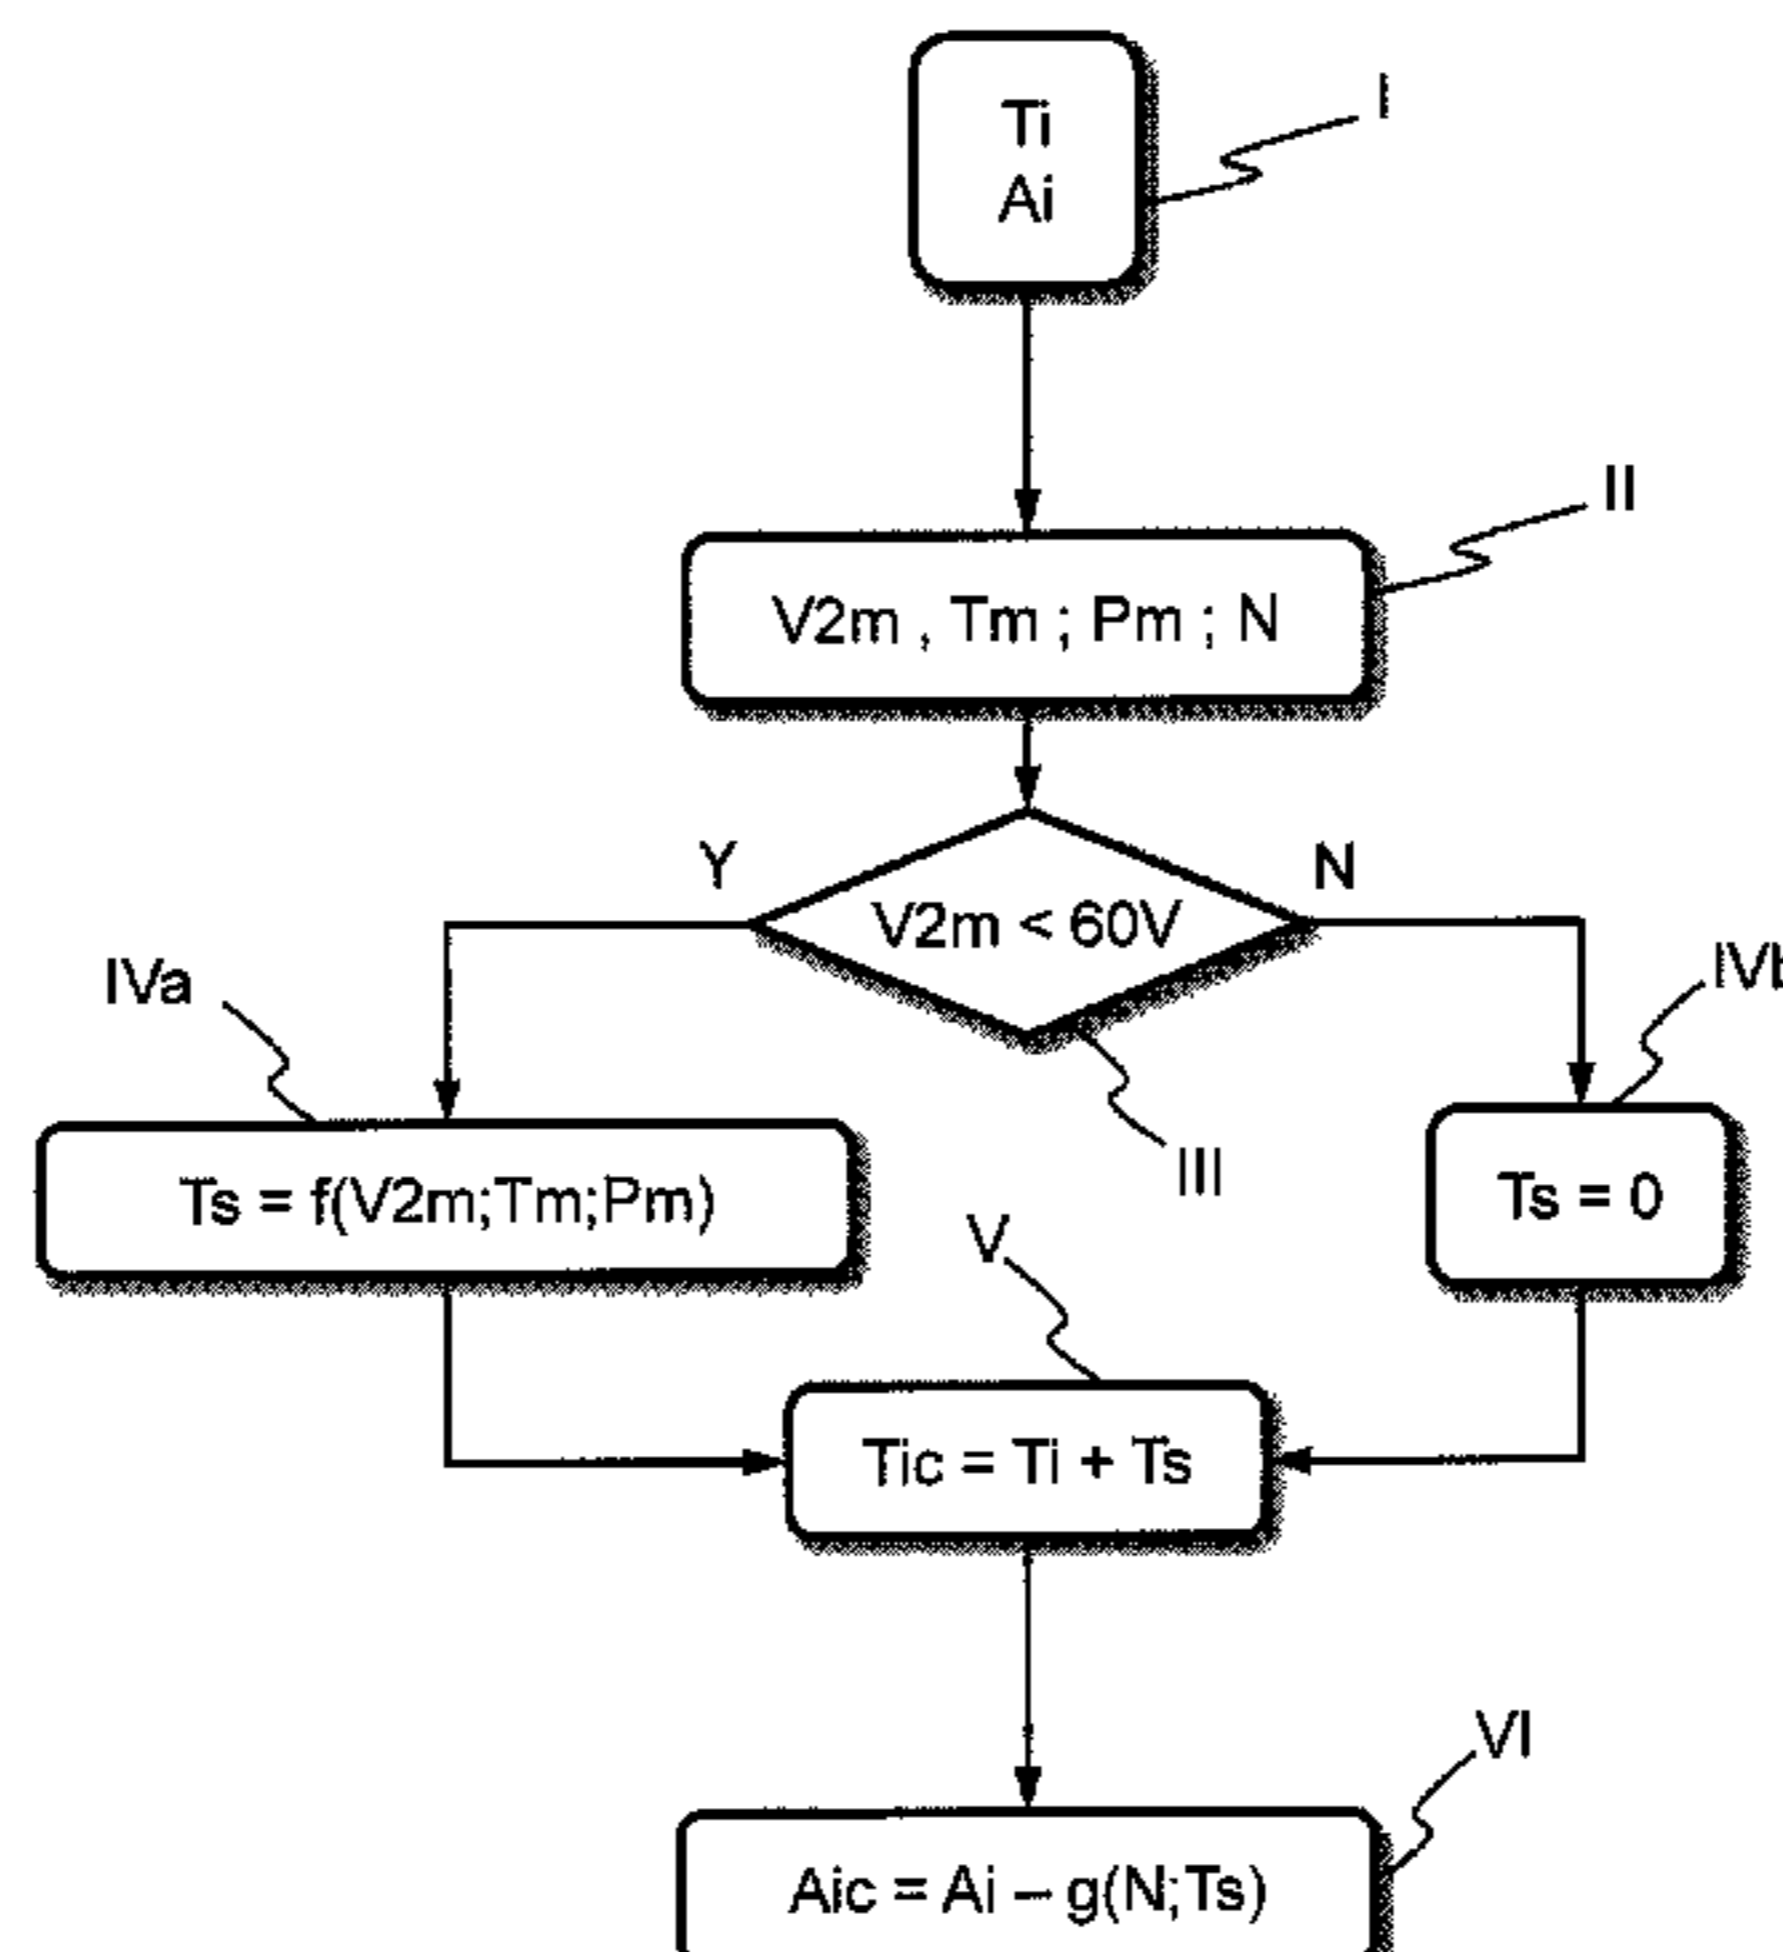 Ti
Ai
I
II
V2m , Tm ; Pm ; N
Y
N
V2m < 60V
IVa
IVb
III
Ts = f(V2m;Tm;Pm)
Ts = 0
V
Tic = Ti + Ts
VI
Aic = Ai – g(N;Ts)